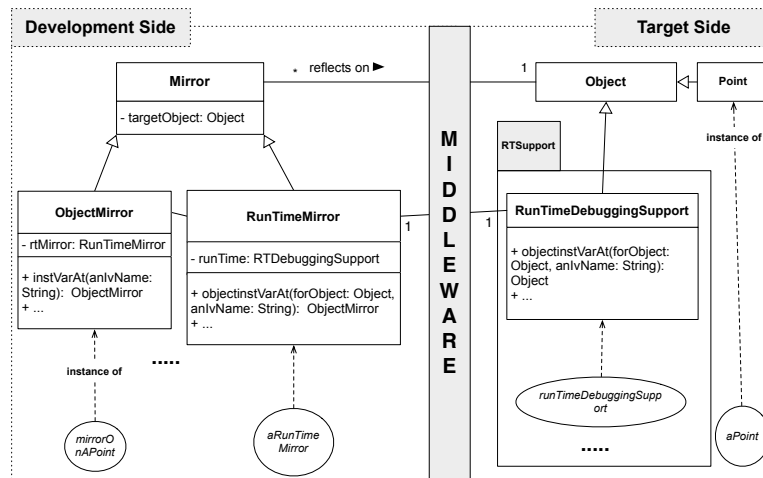 Development Side
Target Side
Mirror
- targetObject: Object
* reflects on ►
1
Object
Point
instance of
MIDDLEWARE
RTSupport
ObjectMirror
- rtMirror: RunTimeMirror
+ instVarAt(anIvName:
String): ObjectMirror
+ ...
RunTimeMirror
- runTime: RTDebuggingSupport
+ objectinstVarAt(forObject: Object,
anIvName: String): ObjectMirror
+ ...
1
1
RunTimeDebuggingSupport
+ objectinstVarAt(forObject:
Object, anIvName: String):
Object
+ ...
instance of
.....
mirrorO
nAPoint
aRunTime
Mirror
runTimeDebuggingSupp
ort
.....
aPoint